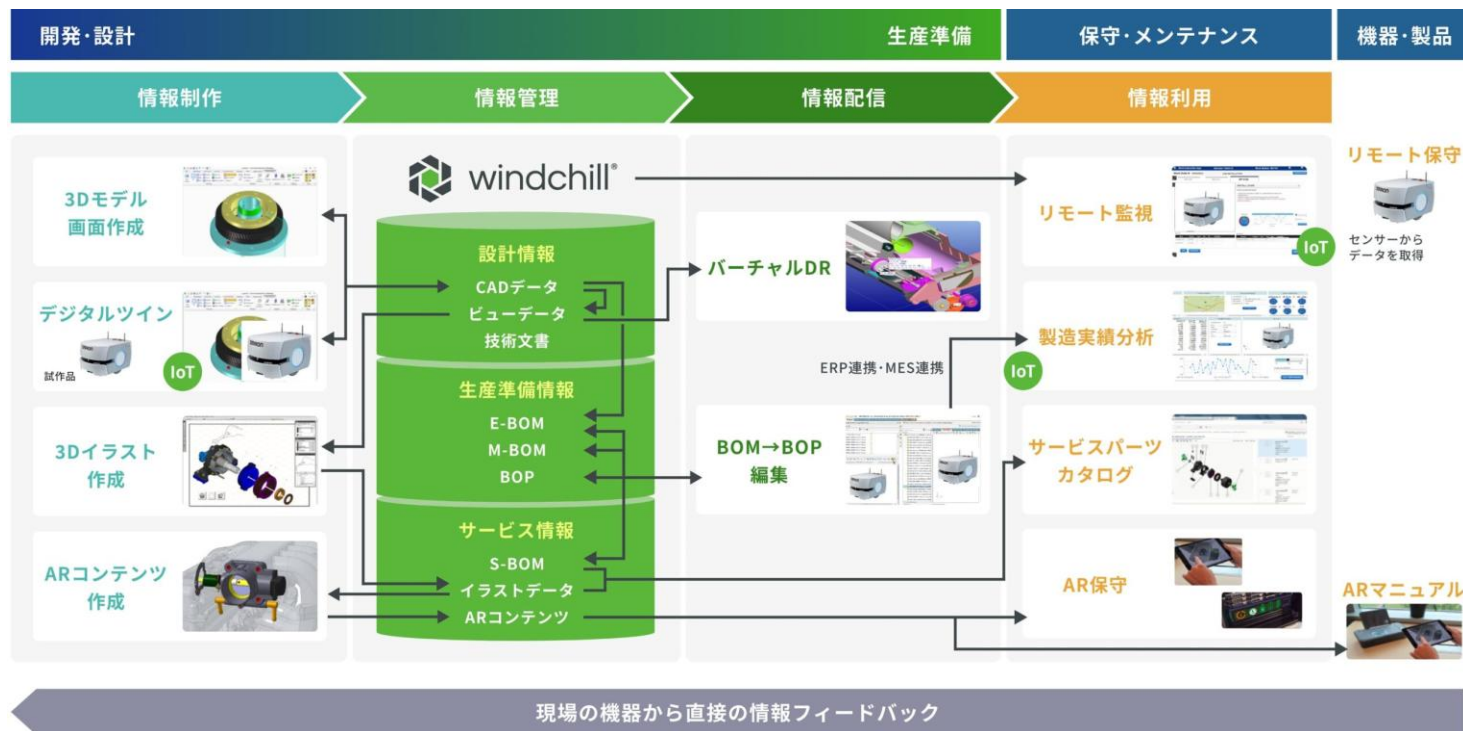 開発・設計
生産準備
保守・メンテナンス
機器・製品
情報制作
情報管理
情報配信
情報利用
3Dモデル
画面作成
デジタルツイン
試作品
IoT
3Dイラスト
作成
ARコンテンツ
作成
windchill®
設計情報
CADデータ
ビューデータ
技術文書
生産準備情報
E-BOM
M-BOM
BOP
サービス情報
S-BOM
イラストデータ
ARコンテンツ
バーチャルDR
ERP連携・MES連携
BOM→BOP
編集
リモート監視
IoT
製造実績分析
IoT
サービスパーツ
カタログ
AR保守
リモート保守
センサーから
データを取得
ARマニュアル
現場の機器から直接の情報フィードバック